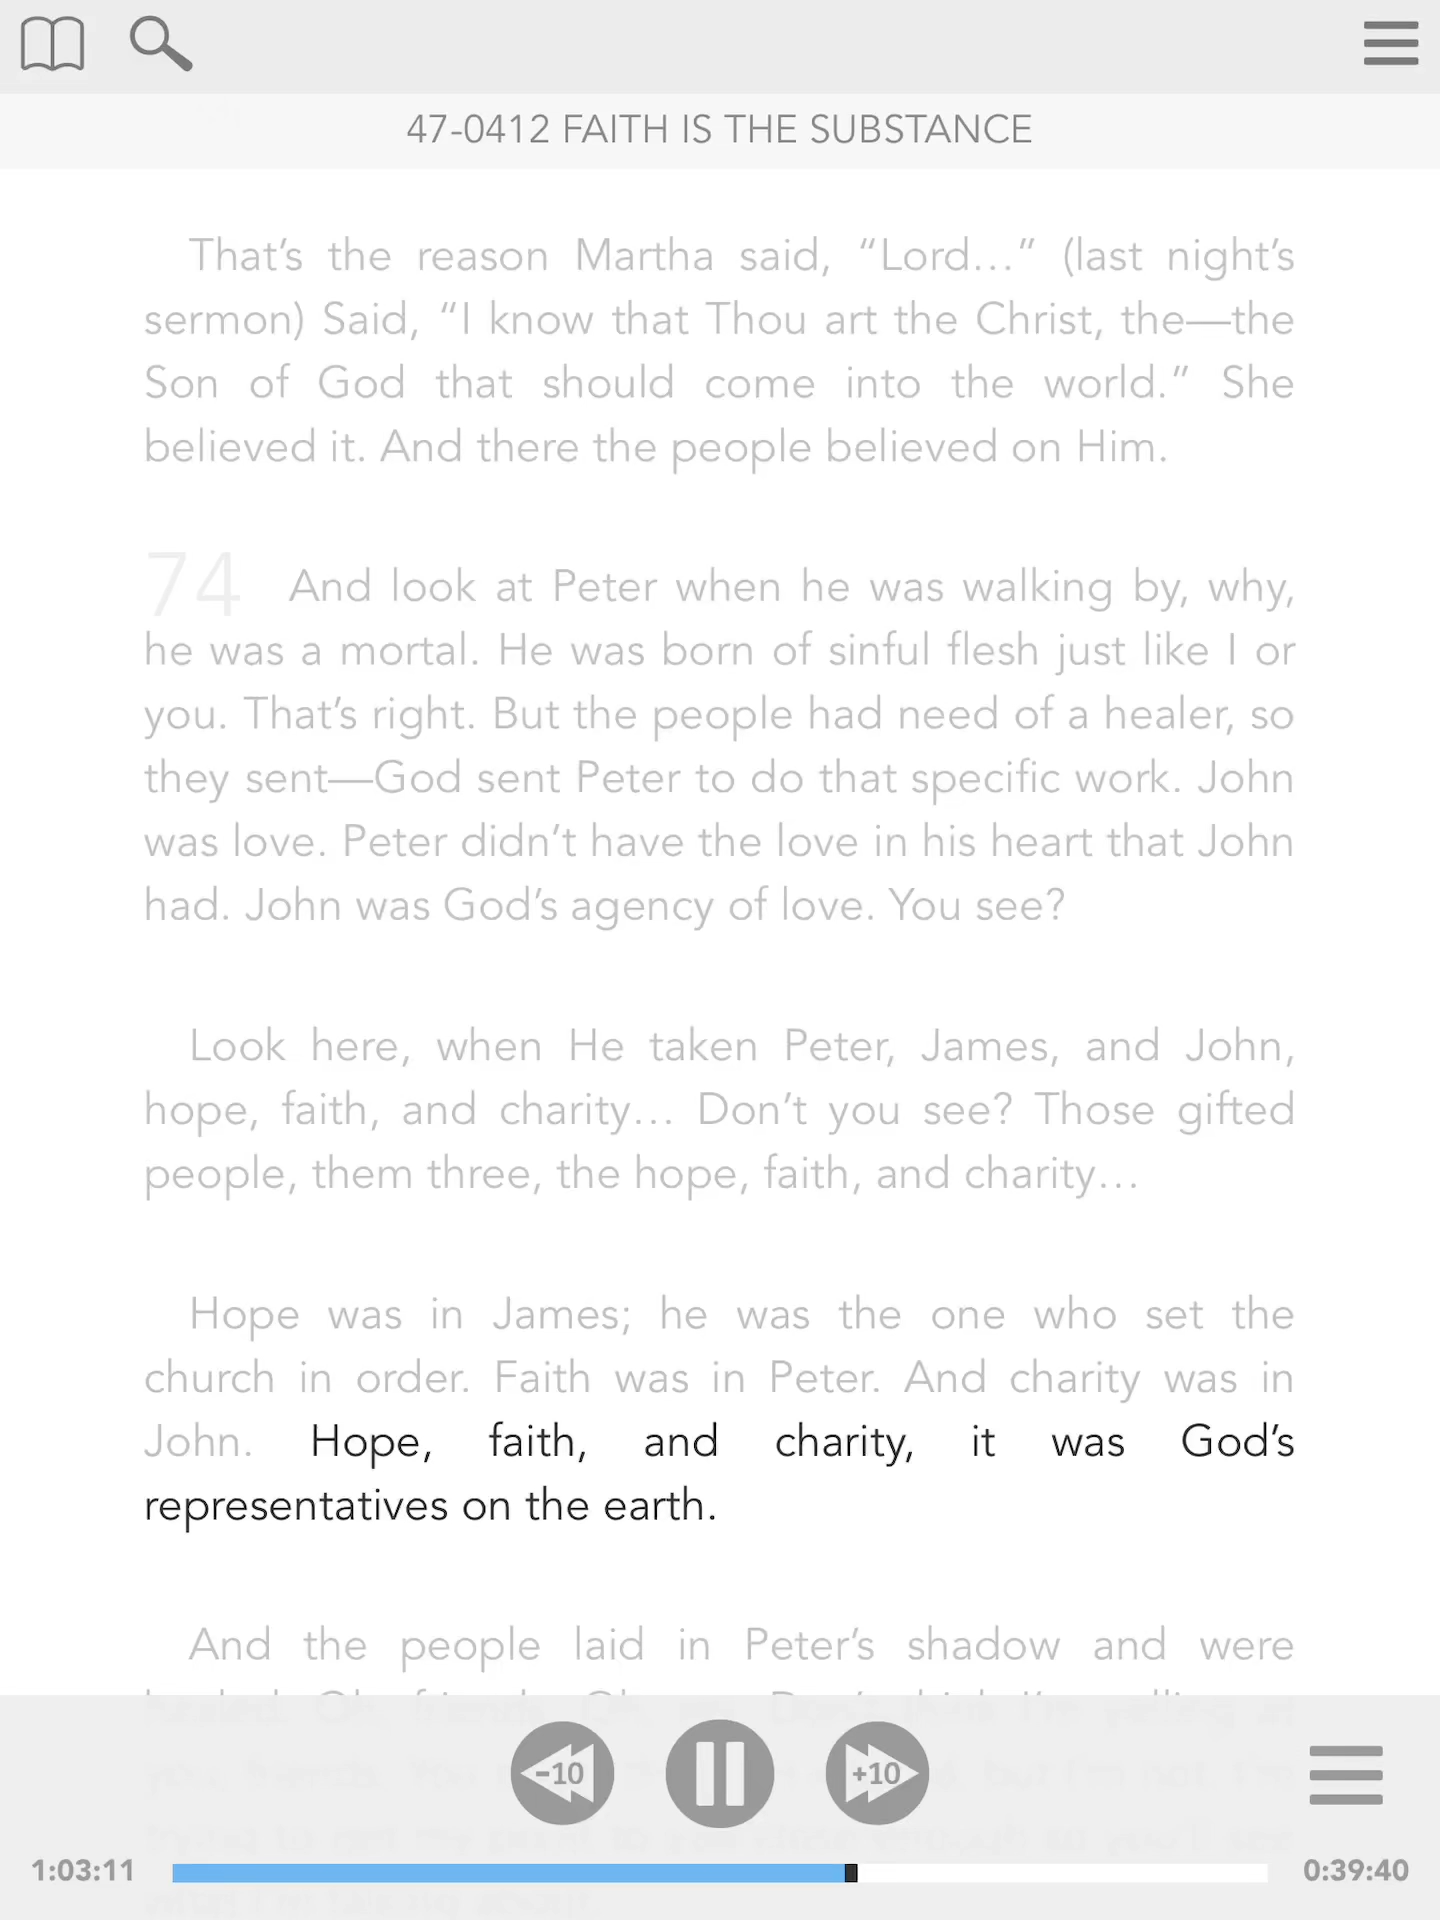 47-0412 FAITH IS THE SUBSTANCE
That’s the reason Martha said, “Lord…” (last night’s
sermon) Said, “I know that Thou art the Christ, the—the
Son of God that should come into the world.” She
believed it. And there the people believed on Him.
74 And look at Peter when he was walking by, why,
he was a mortal. He was born of sinful flesh just like I or
you. That’s right. But the people had need of a healer, so
they sent—God sent Peter to do that specific work. John
was love. Peter didn’t have the love in his heart that John
had. John was God’s agency of love. You see?
Look here, when He taken Peter, James, and John,
hope, faith, and charity… Don’t you see? Those gifted
people, them three, the hope, faith, and charity…
Hope was in James; he was the one who set the
church in order. Faith was in Peter. And charity was in
John. Hope, faith, and charity, it was God’s
representatives on the earth.
And the people laid in Peter’s shadow and were
-10 +10
1:03:11 0:39:40